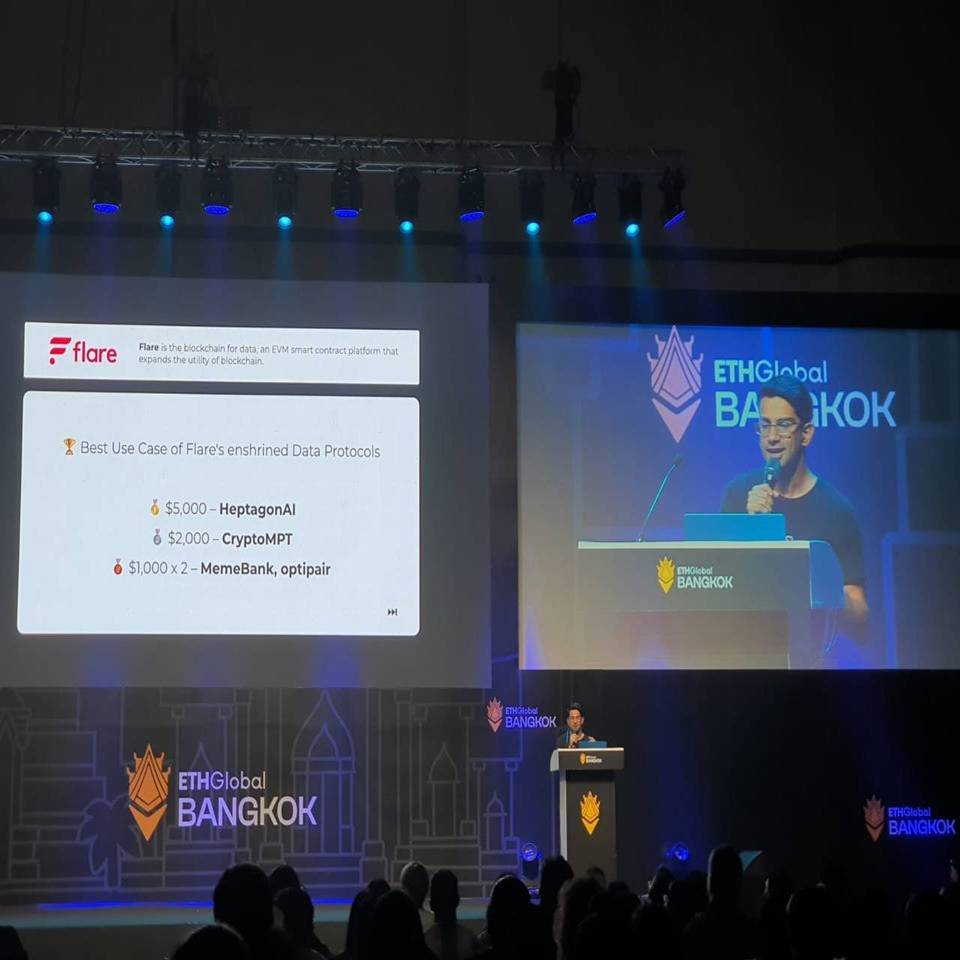 flare
Flare is the blockchain for data, an EVM smart contract platform that
expands the utility of blockchain.
🏆 Best Use Case of Flare's enshrined Data Protocols
🥇 $5,000 – HeptagonAI
🥈 $2,000 – CryptoMPT
🥉 $1,000 x 2 – MemeBank, optipair
ETHGlobal
BANGKOK
ETHGlobal
BANGKOK
ETHGlobal
BANGKOK
ETHGlobal
BANGKOK
ETHGlobal
BANGKOK